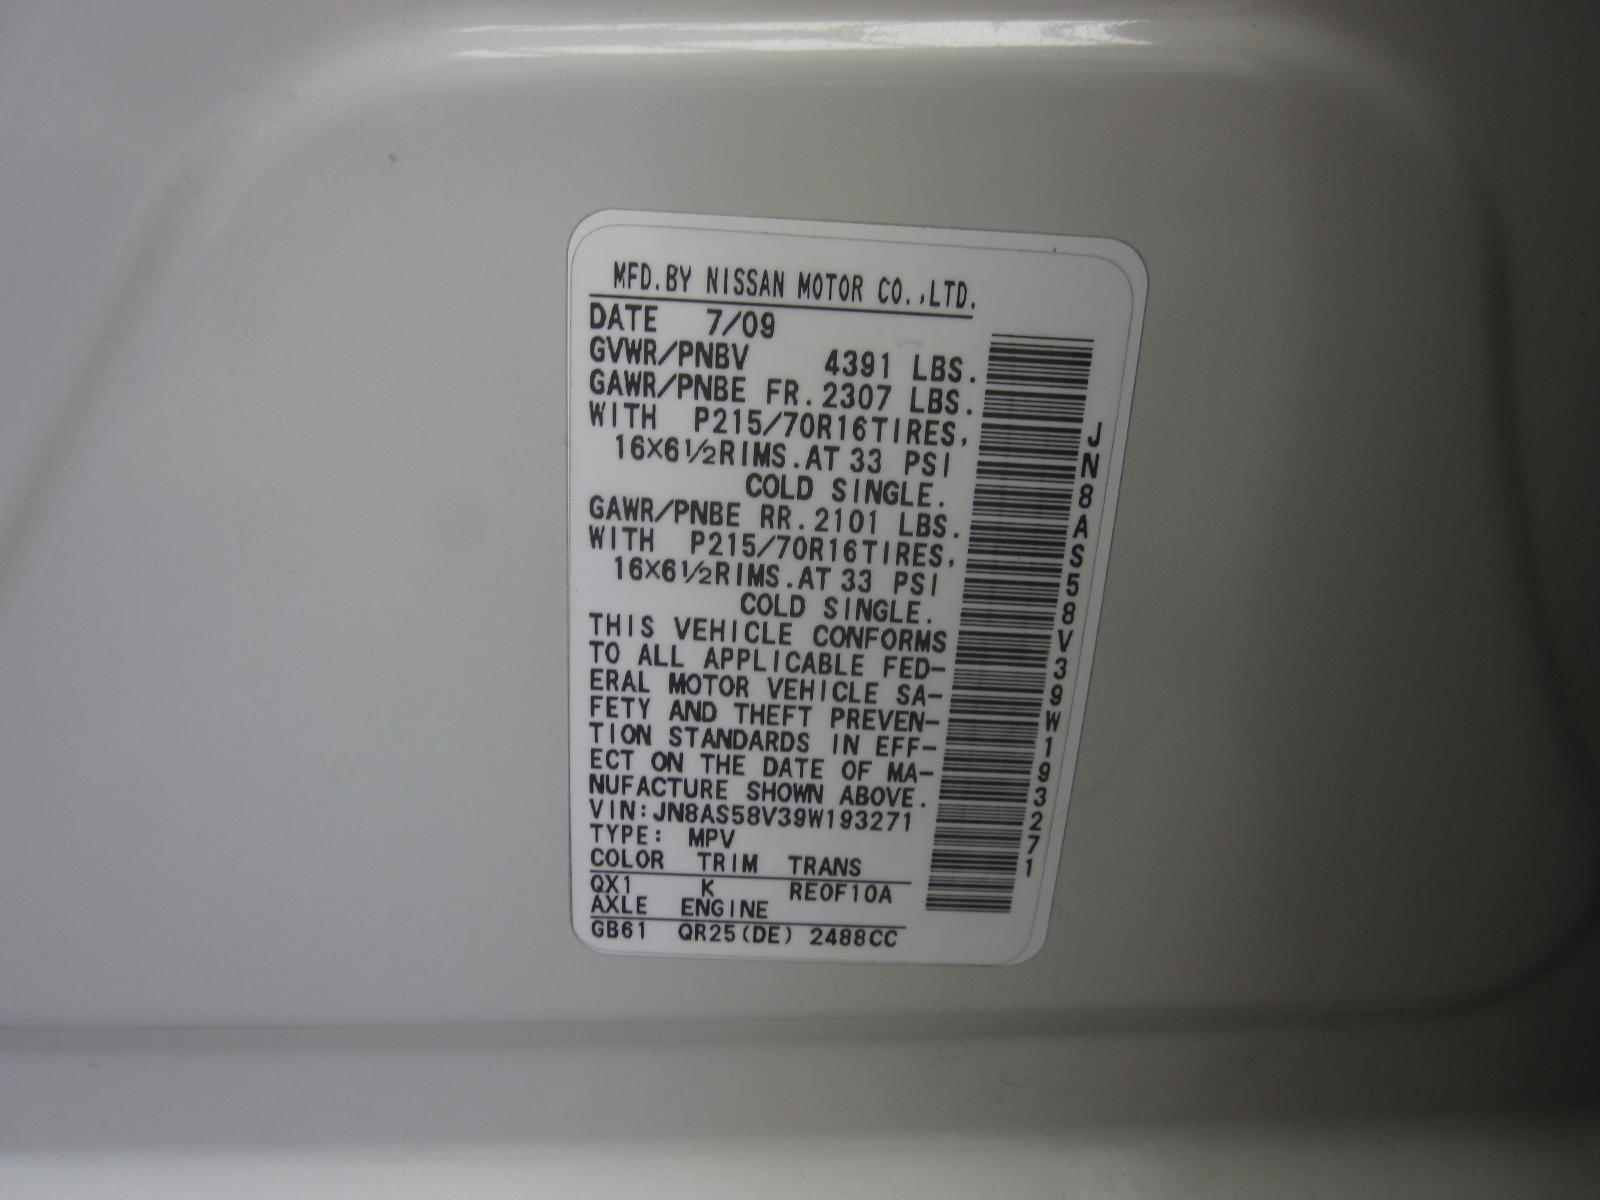 MFD.BY NISSAN MOTOR CO.,LTD.
DATE 7/09
GVWR/PNBV 4391 LBS.
GAWR/PNBE FR.2307 LBS.
WITH P215/70R16TIRES,
16X6½RIMS.AT 33 PSI
COLD SINGLE.
GAWR/PNBE RR.2101 LBS.
WITH P215/70R16TIRES,
16X6½RIMS.AT 33 PSI
COLD SINGLE.
THIS VEHICLE CONFORMS
TO ALL APPLICABLE FED-
ERAL MOTOR VEHICLE SA-
FETY AND THEFT PREVEN-
TION STANDARDS IN EFF-
ECT ON THE DATE OF MA-
NUFACTURE SHOWN ABOVE.
VIN:JN8AS58V39W193271
TYPE: MPV
COLOR TRIM TRANS
QX1 K RE0F10A
AXLE ENGINE
GB61 QR25(DE) 2488CC
JN8AS58V39W193271